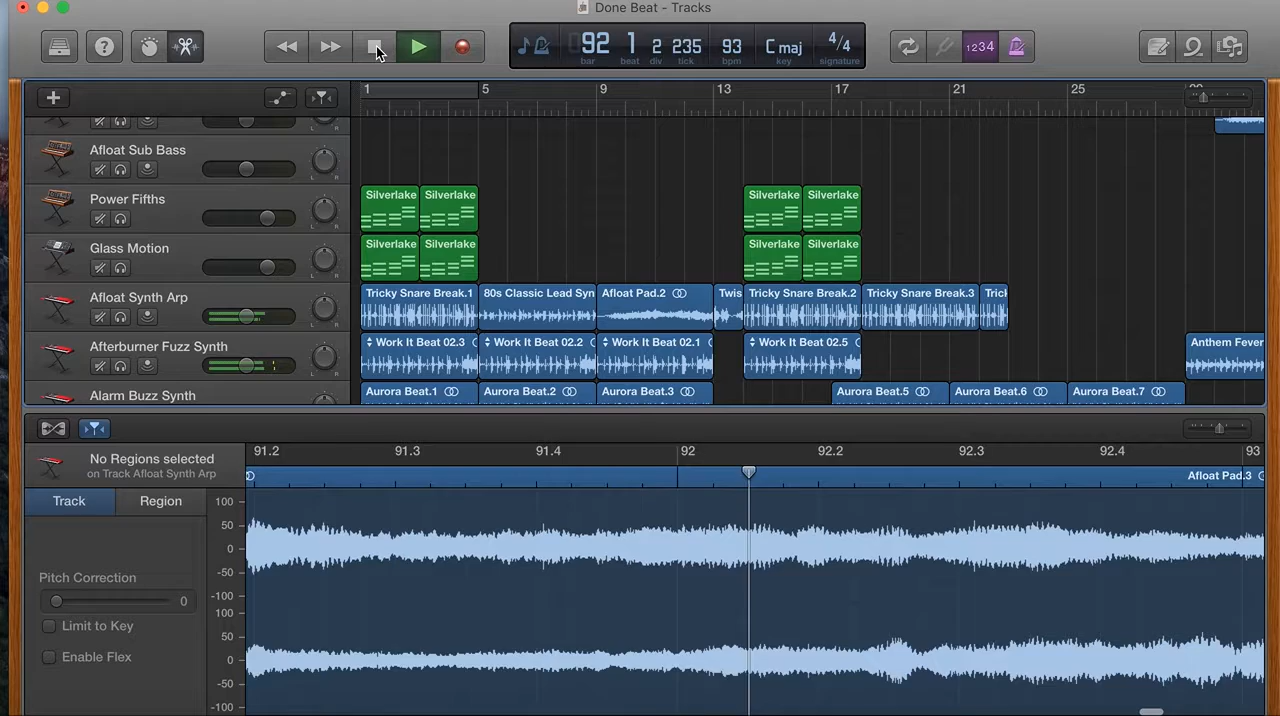 Done Beat - Tracks
92 1 2 235 93 C maj 4/4
bar beat div tick bpm key signature
1234
1 5 9 13 17 21 25
Afloat Sub Bass
Power Fifths
Silverlake Silverlake Silverlake Silverlake
Glass Motion
Silverlake Silverlake Silverlake Silverlake
Afloat Synth Arp
Tricky Snare Break.1 80s Classic Lead Syn Afloat Pad.2 Twis Tricky Snare Break.2 Tricky Snare Break.3 Trick
L R
Afterburner Fuzz Synth
Work It Beat 02.3 Work It Beat 02.2 Work It Beat 02.1 Work It Beat 02.5 Anthem Fever
L R
Alarm Buzz Synth
Aurora Beat.1 Aurora Beat.2 Aurora Beat.3 Aurora Beat.5 Aurora Beat.6 Aurora Beat.7
No Regions selected
on Track Afloat Synth Arp
91.2 91.3 91.4 92 92.2 92.3 92.4 93
Afloat Pad.3
Track Region
100
50
0
-50
-100
100
50
0
-50
-100
Pitch Correction
0
Limit to Key
Enable Flex